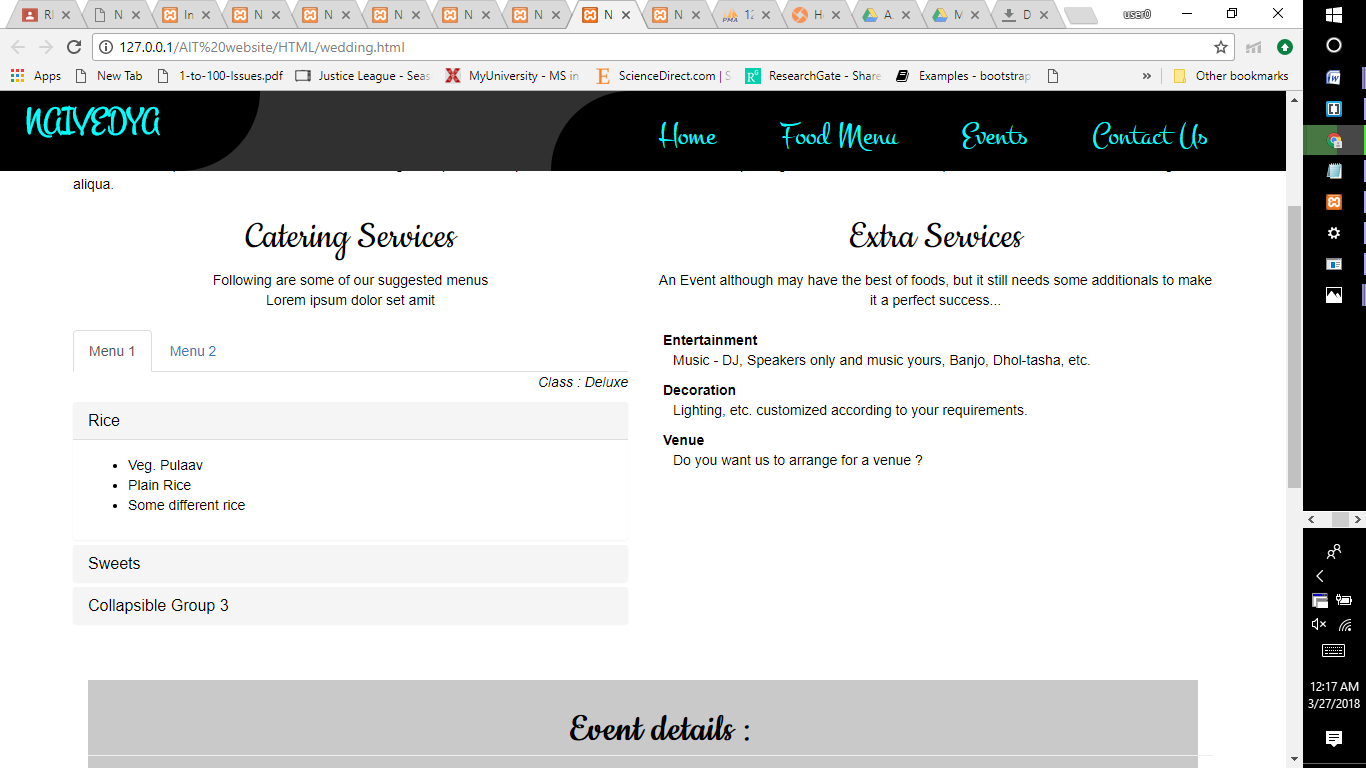 RI
N
In
N
N
N
N
N
N
N
PMA 12
H
A
M
D
user0
127.0.0.1/AIT%20website/HTML/wedding.html
Apps
New Tab
1-to-100-Issues.pdf
Justice League - Seas
MyUniversity - MS in
ScienceDirect.com | S
ResearchGate - Share
Examples - bootstrap
»
Other bookmarks
NAIVEDYA
Home
Food Menu
Events
Contact Us
aliqua.
Catering Services
Following are some of our suggested menus
Lorem ipsum dolor set amit
Menu 1
Menu 2
Class : Deluxe
Rice
• Veg. Pulaav
• Plain Rice
• Some different rice
Sweets
Collapsible Group 3
Extra Services
An Event although may have the best of foods, but it still needs some additionals to make
it a perfect success...
Entertainment
Music - DJ, Speakers only and music yours, Banjo, Dhol-tasha, etc.
Decoration
Lighting, etc. customized according to your requirements.
Venue
Do you want us to arrange for a venue ?
Event details :
12:17 AM
3/27/2018